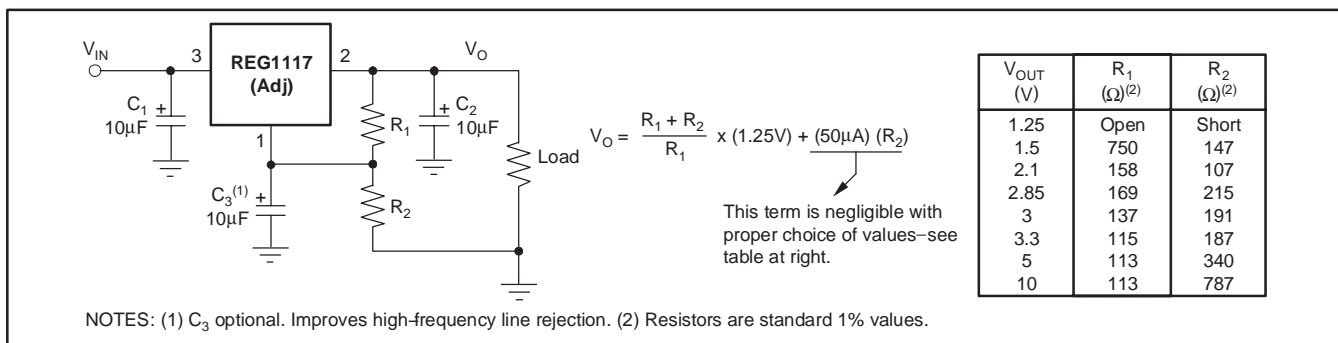 V_IN
3
REG1117
(Adj)
2
V_O
C_1
+
10µF
1
R_1
+
C_2
10µF
Load
C_3^(1)
+
10µF
R_2
V_O = (R_1 + R_2) / R_1 x (1.25V) + (50µA) (R_2)
This term is negligible with
proper choice of values−see
table at right.
V_OUT (V) R_1 (Ω)^(2) R_2 (Ω)^(2)
1.25 Open Short
1.5 750 147
2.1 158 107
2.85 169 215
3 137 191
3.3 115 187
5 113 340
10 113 787
NOTES: (1) C_3 optional. Improves high−frequency line rejection. (2) Resistors are standard 1% values.